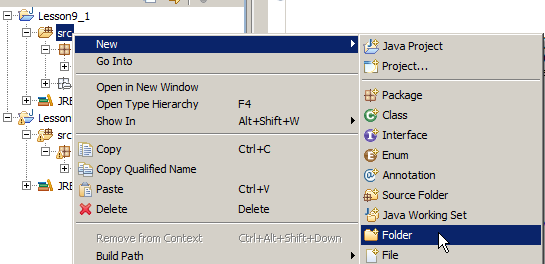 Lesson9_1
src
JRE
Lesson
src
JRE
New
Go Into
Open in New Window
Open Type Hierarchy F4
Show In Alt+Shift+W
Copy Ctrl+C
Copy Qualified Name
Paste Ctrl+V
Delete Delete
Remove from Context Ctrl+Alt+Shift+Down
Build Path
Java Project
Project...
Package
Class
Interface
Enum
Annotation
Source Folder
Java Working Set
Folder
File